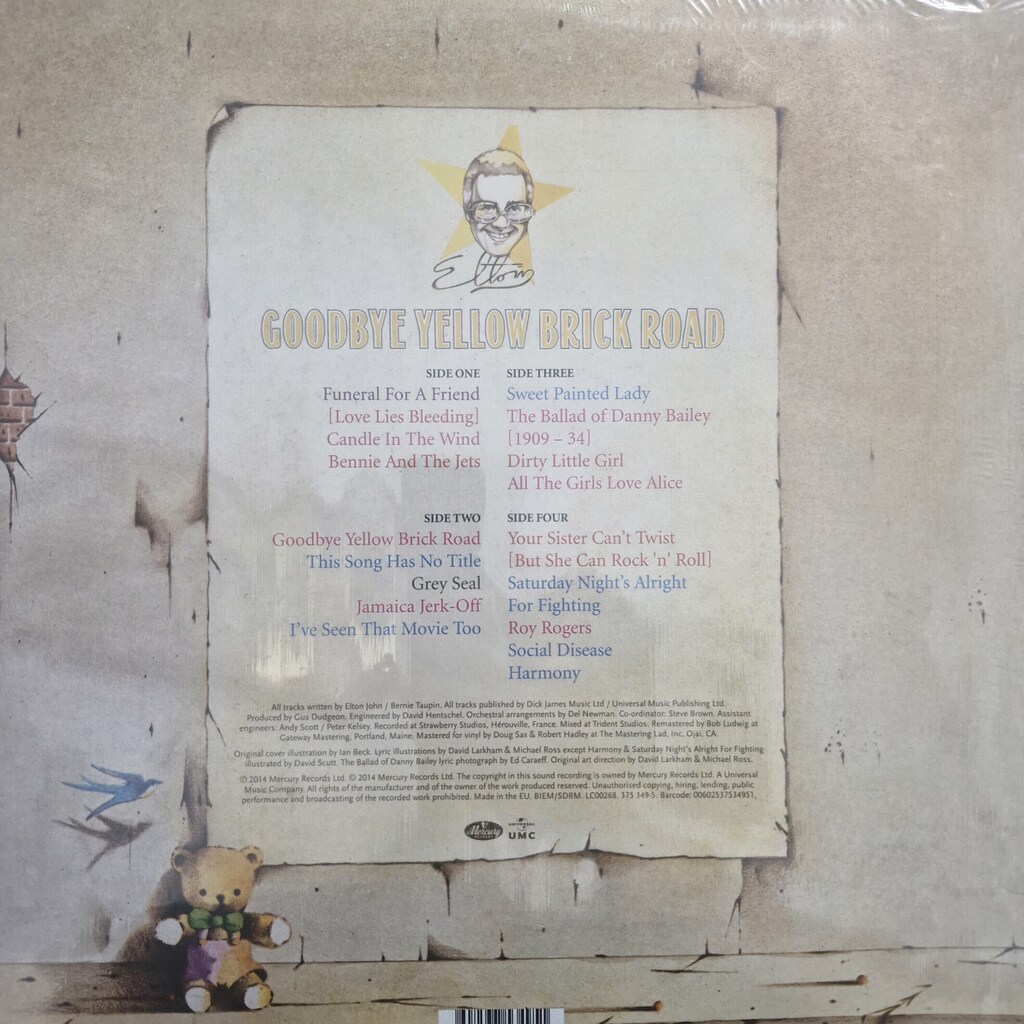 Elton
GOODBYE YELLOW BRICK ROAD
SIDE ONE
Funeral For A Friend
[Love Lies Bleeding]
Candle In The Wind
Bennie And The Jets
SIDE TWO
Goodbye Yellow Brick Road
This Song Has No Title
Grey Seal
Jamaica Jerk-Off
I've Seen That Movie Too
SIDE THREE
Sweet Painted Lady
The Ballad of Danny Bailey
[1909 – 34]
Dirty Little Girl
All The Girls Love Alice
SIDE FOUR
Your Sister Can't Twist
[But She Can Rock 'n' Roll]
Saturday Night's Alright
For Fighting
Roy Rogers
Social Disease
Harmony
All tracks written by Elton John / Bernie Taupin. All tracks published by Dick James Music Ltd / Universal Music Publishing Ltd.
Produced by Gus Dudgeon. Engineered by David Hentschel. Orchestral arrangements by Del Newman. Co-ordinator: Steve Brown. Assistant
engineers: Andy Scott / Peter Kelsey. Recorded at Strawberry Studios, Hérouville, France. Mixed at Trident Studios. Remastered by Bob Ludwig at
Gateway Mastering, Portland, Maine. Mastered for vinyl by Doug Sax & Robert Hadley at The Mastering Lad, Inc, Ojai, CA.
Original cover illustration by Ian Beck. Lyric illustrations by David Larkham & Michael Ross except Harmony & Saturday Night's Alright For Fighting
illustrated by David Scutt. The Ballad of Danny Bailey lyric photograph by Ed Caraeff. Original art direction by David Larkham & Michael Ross.
℗ 2014 Mercury Records Ltd. © 2014 Mercury Records Ltd. The copyright in this sound recording is owned by Mercury Records Ltd. A Universal
Music Company. All rights of the manufacturer and of the owner of the work produced reserved. Unauthorised copying, hiring, lending, public
performance and broadcasting of the recorded work prohibited. Made in the EU. BIEM/SDRM. LC00268. 375 349-5. Barcode: 00602537534951,
Mercury
UNIVERSAL
UMC